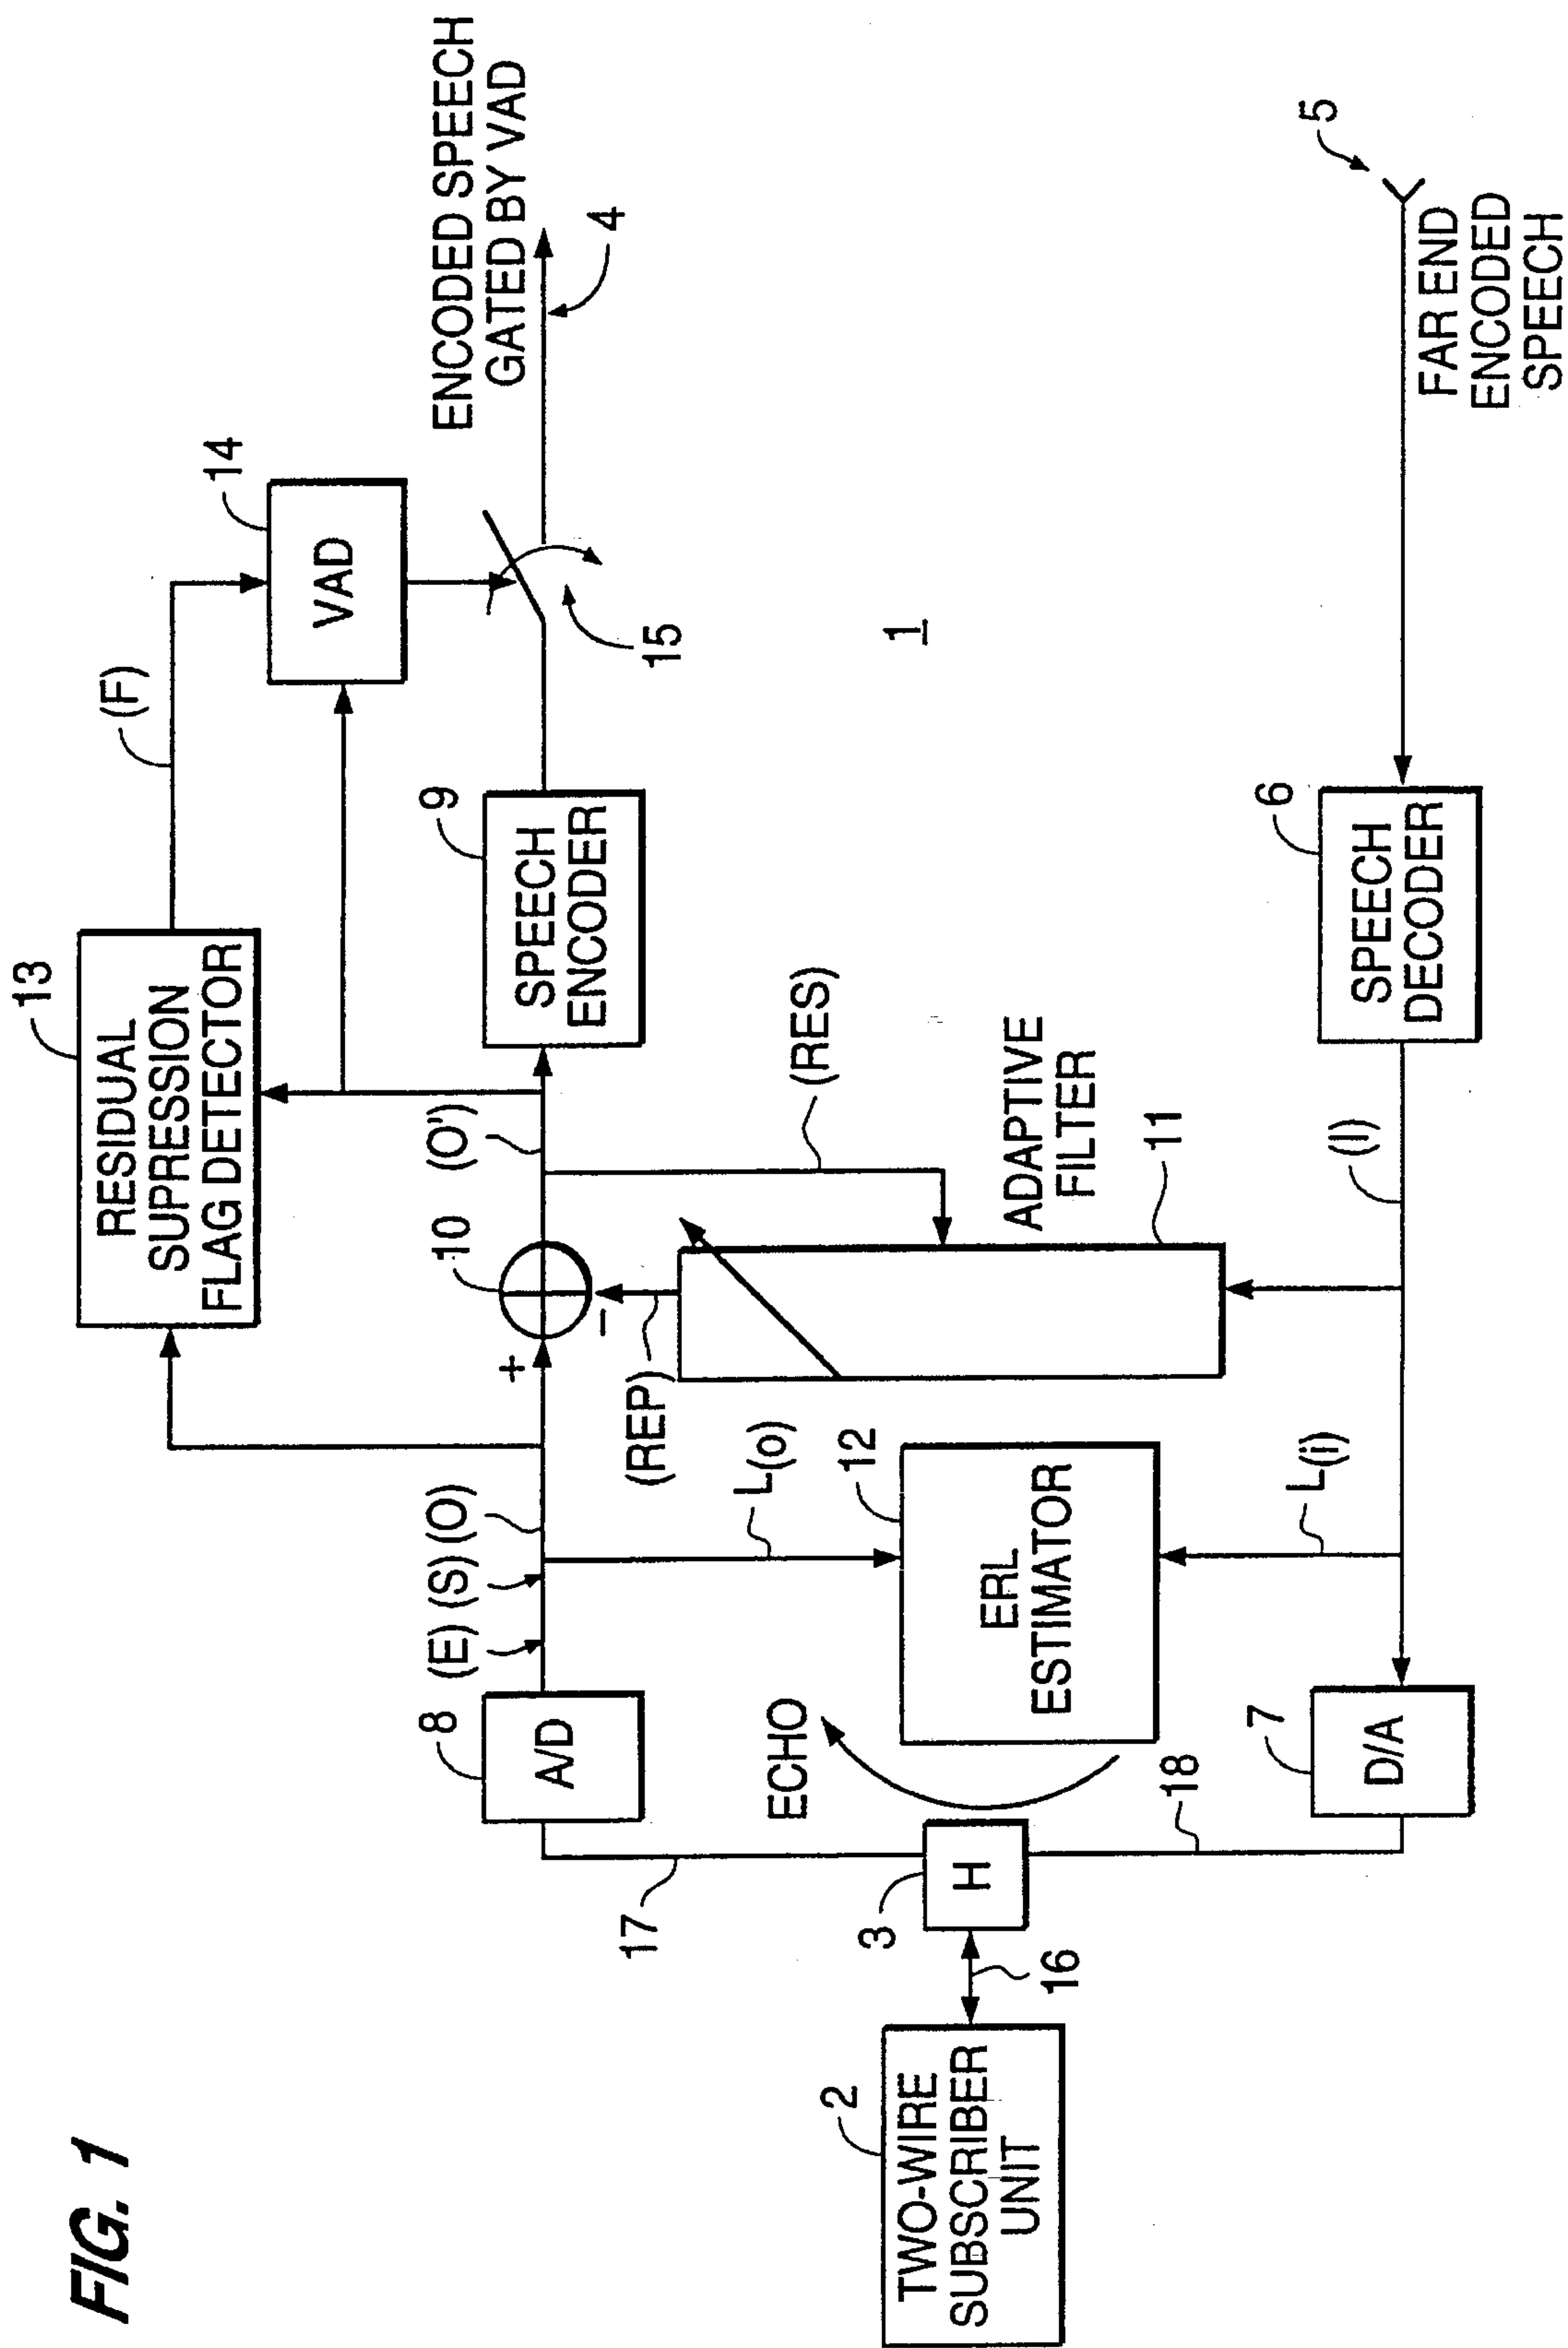 FIG. 1
13
RESIDUAL
SUPRESSION
FLAG DETECTOR
(F)
14
VAD
ENCODED SPEECH
GATED BY VAD
4
15
8
A/D
(E) (S) (O)
+
10
(O')
9
SPEECH
ENCODER
(REP)
-
(RES)
L(o)
ECHO
17
12
ERL
ESTIMATOR
ADAPTIVE
FILTER
11
1
2
TWO-WIRE
SUBSCRIBER
UNIT
16
3
H
18
L(i)
(I)
7
D/A
6
SPEECH
DECODER
5
FAR END
ENCODED
SPEECH